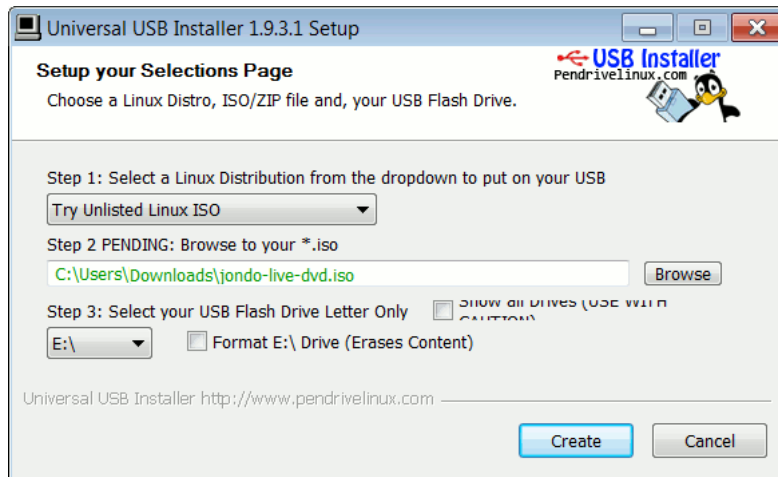 Universal USB Installer 1.9.3.1 Setup
Setup your Selections Page
Choose a Linux Distro, ISO/ZIP file and, your USB Flash Drive.
USB Installer
Pendrivelinux.com
Step 1: Select a Linux Distribution from the dropdown to put on your USB
Try Unlisted Linux ISO
Step 2 PENDING: Browse to your *.iso
C:\Users\Downloads\jondo-live-dvd.iso
Browse
Step 3: Select your USB Flash Drive Letter Only
Show all Drives (USE WITH
CAUTION)
E:\
Format E:\ Drive (Erases Content)
Universal USB Installer http://www.pendrivelinux.com
Create
Cancel